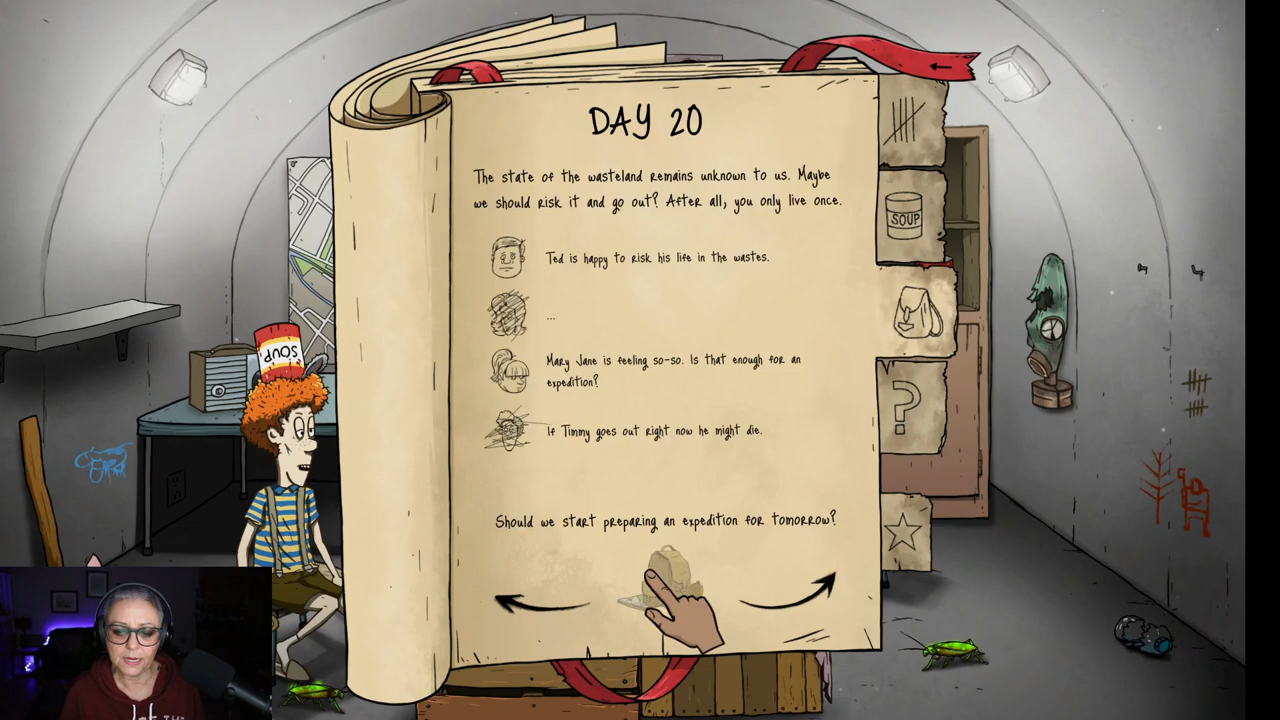 DAY 20
The state of the wasteland remains unknown to us. Maybe
we should risk it and go out? After all, you only live once.
Ted is happy to risk his life in the wastes.
...
Mary Jane is feeling so-so. Is that enough for an
expedition?
If Timmy goes out right now he might die.
Should we start preparing an expedition for tomorrow?
SOUP
?
SOUP